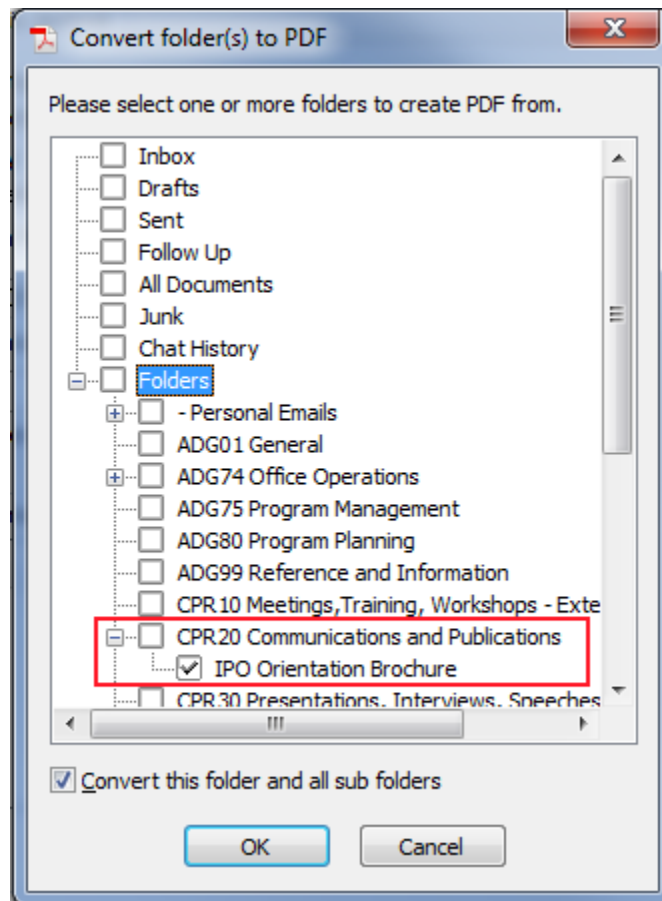 Convert folder(s) to PDF
Please select one or more folders to create PDF from.
Inbox
Drafts
Sent
Follow Up
All Documents
Junk
Chat History
Folders
- Personal Emails
ADG01 General
ADG74 Office Operations
ADG75 Program Management
ADG80 Program Planning
ADG99 Reference and Information
CPR10 Meetings,Training, Workshops - Exte
CPR20 Communications and Publications
IPO Orientation Brochure
CPR30 Presentations, Interviews, Speeches
Convert this folder and all sub folders
OK Cancel